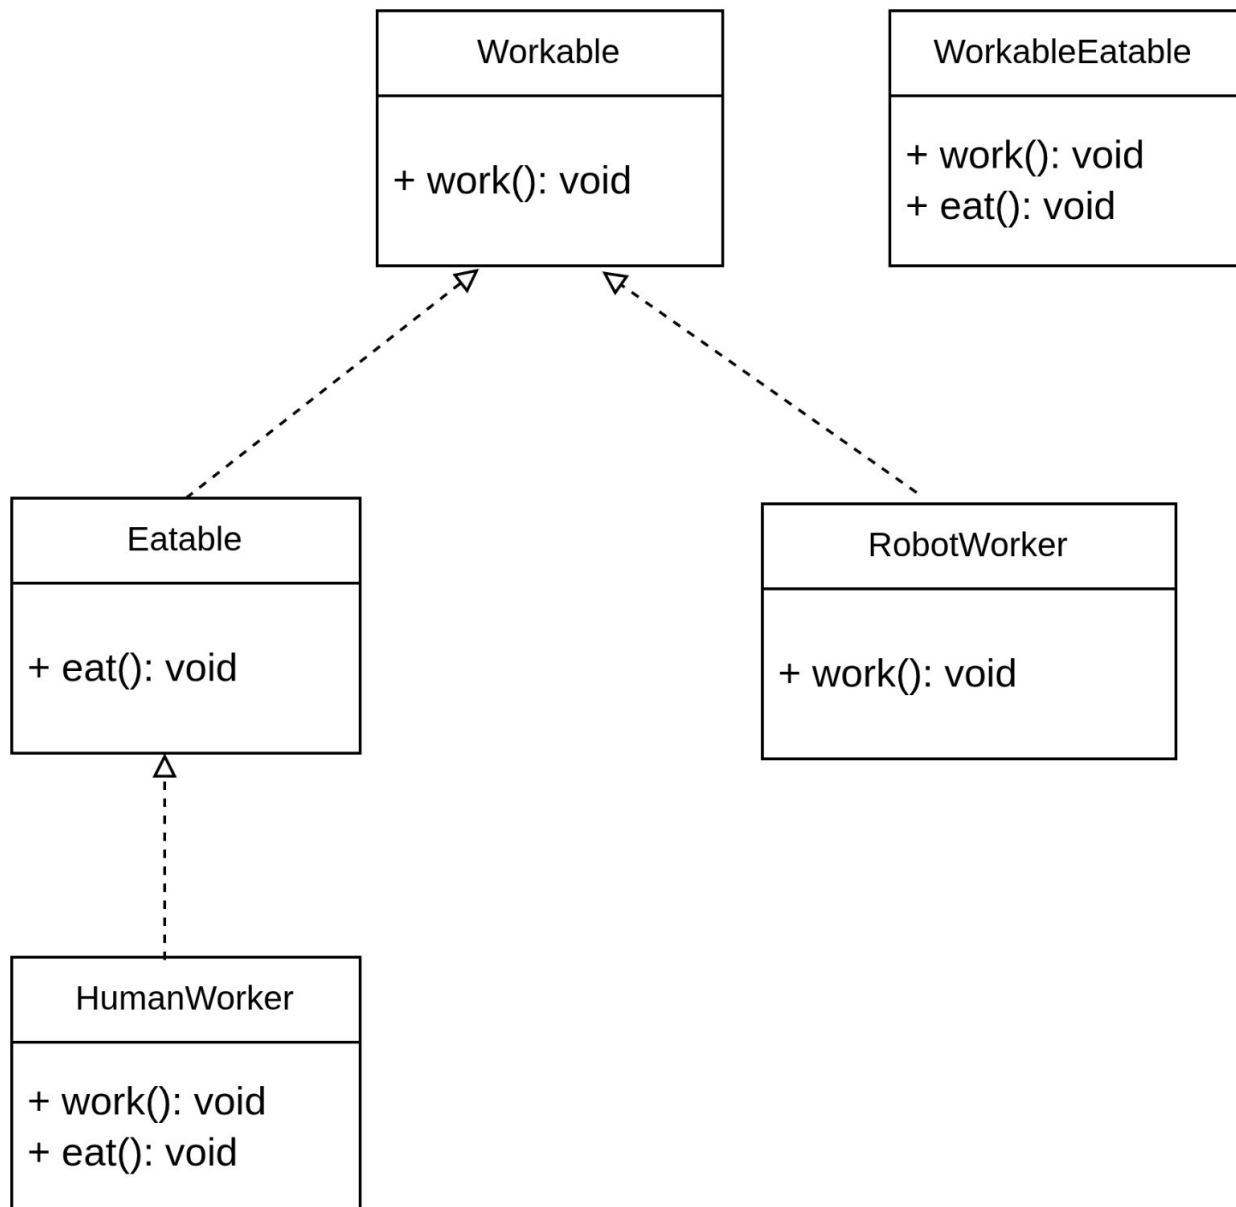 Workable
+ work(): void
WorkableEatable
+ work(): void
+ eat(): void
Eatable
+ eat(): void
RobotWorker
+ work(): void
HumanWorker
+ work(): void
+ eat(): void